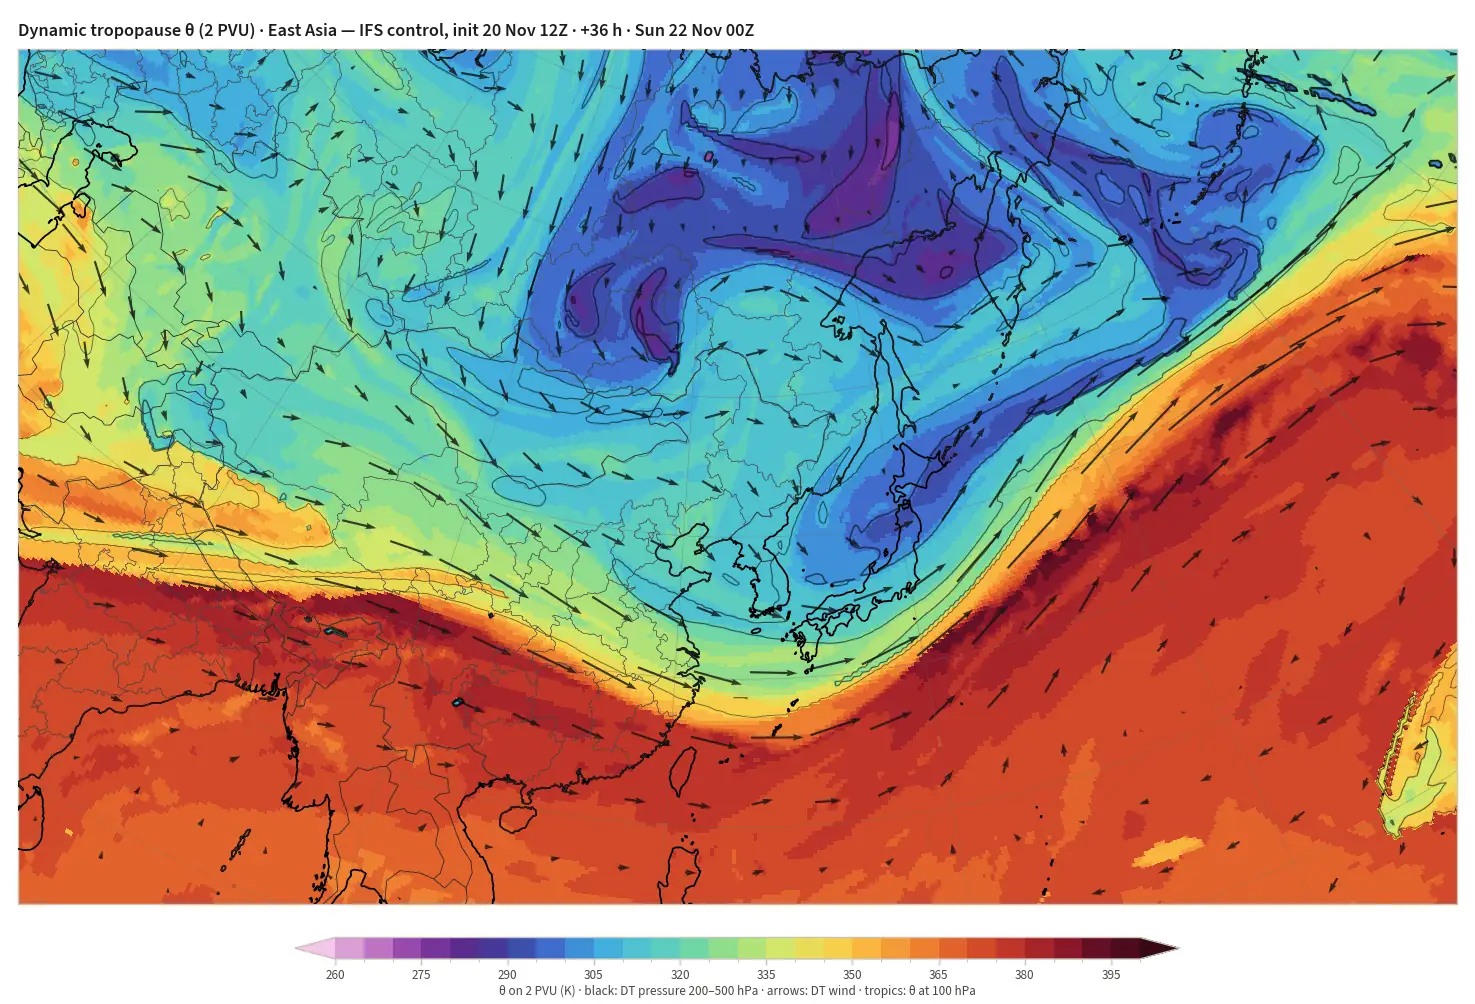 Dynamic tropopause θ (2 PVU) · East Asia — IFS control, init 20 Nov 12Z · +36 h · Sun 22 Nov 00Z
260 275 290 305 320 335 350 365 380 395
θ on 2 PVU (K) · black: DT pressure 200–500 hPa · arrows: DT wind · tropics: θ at 100 hPa